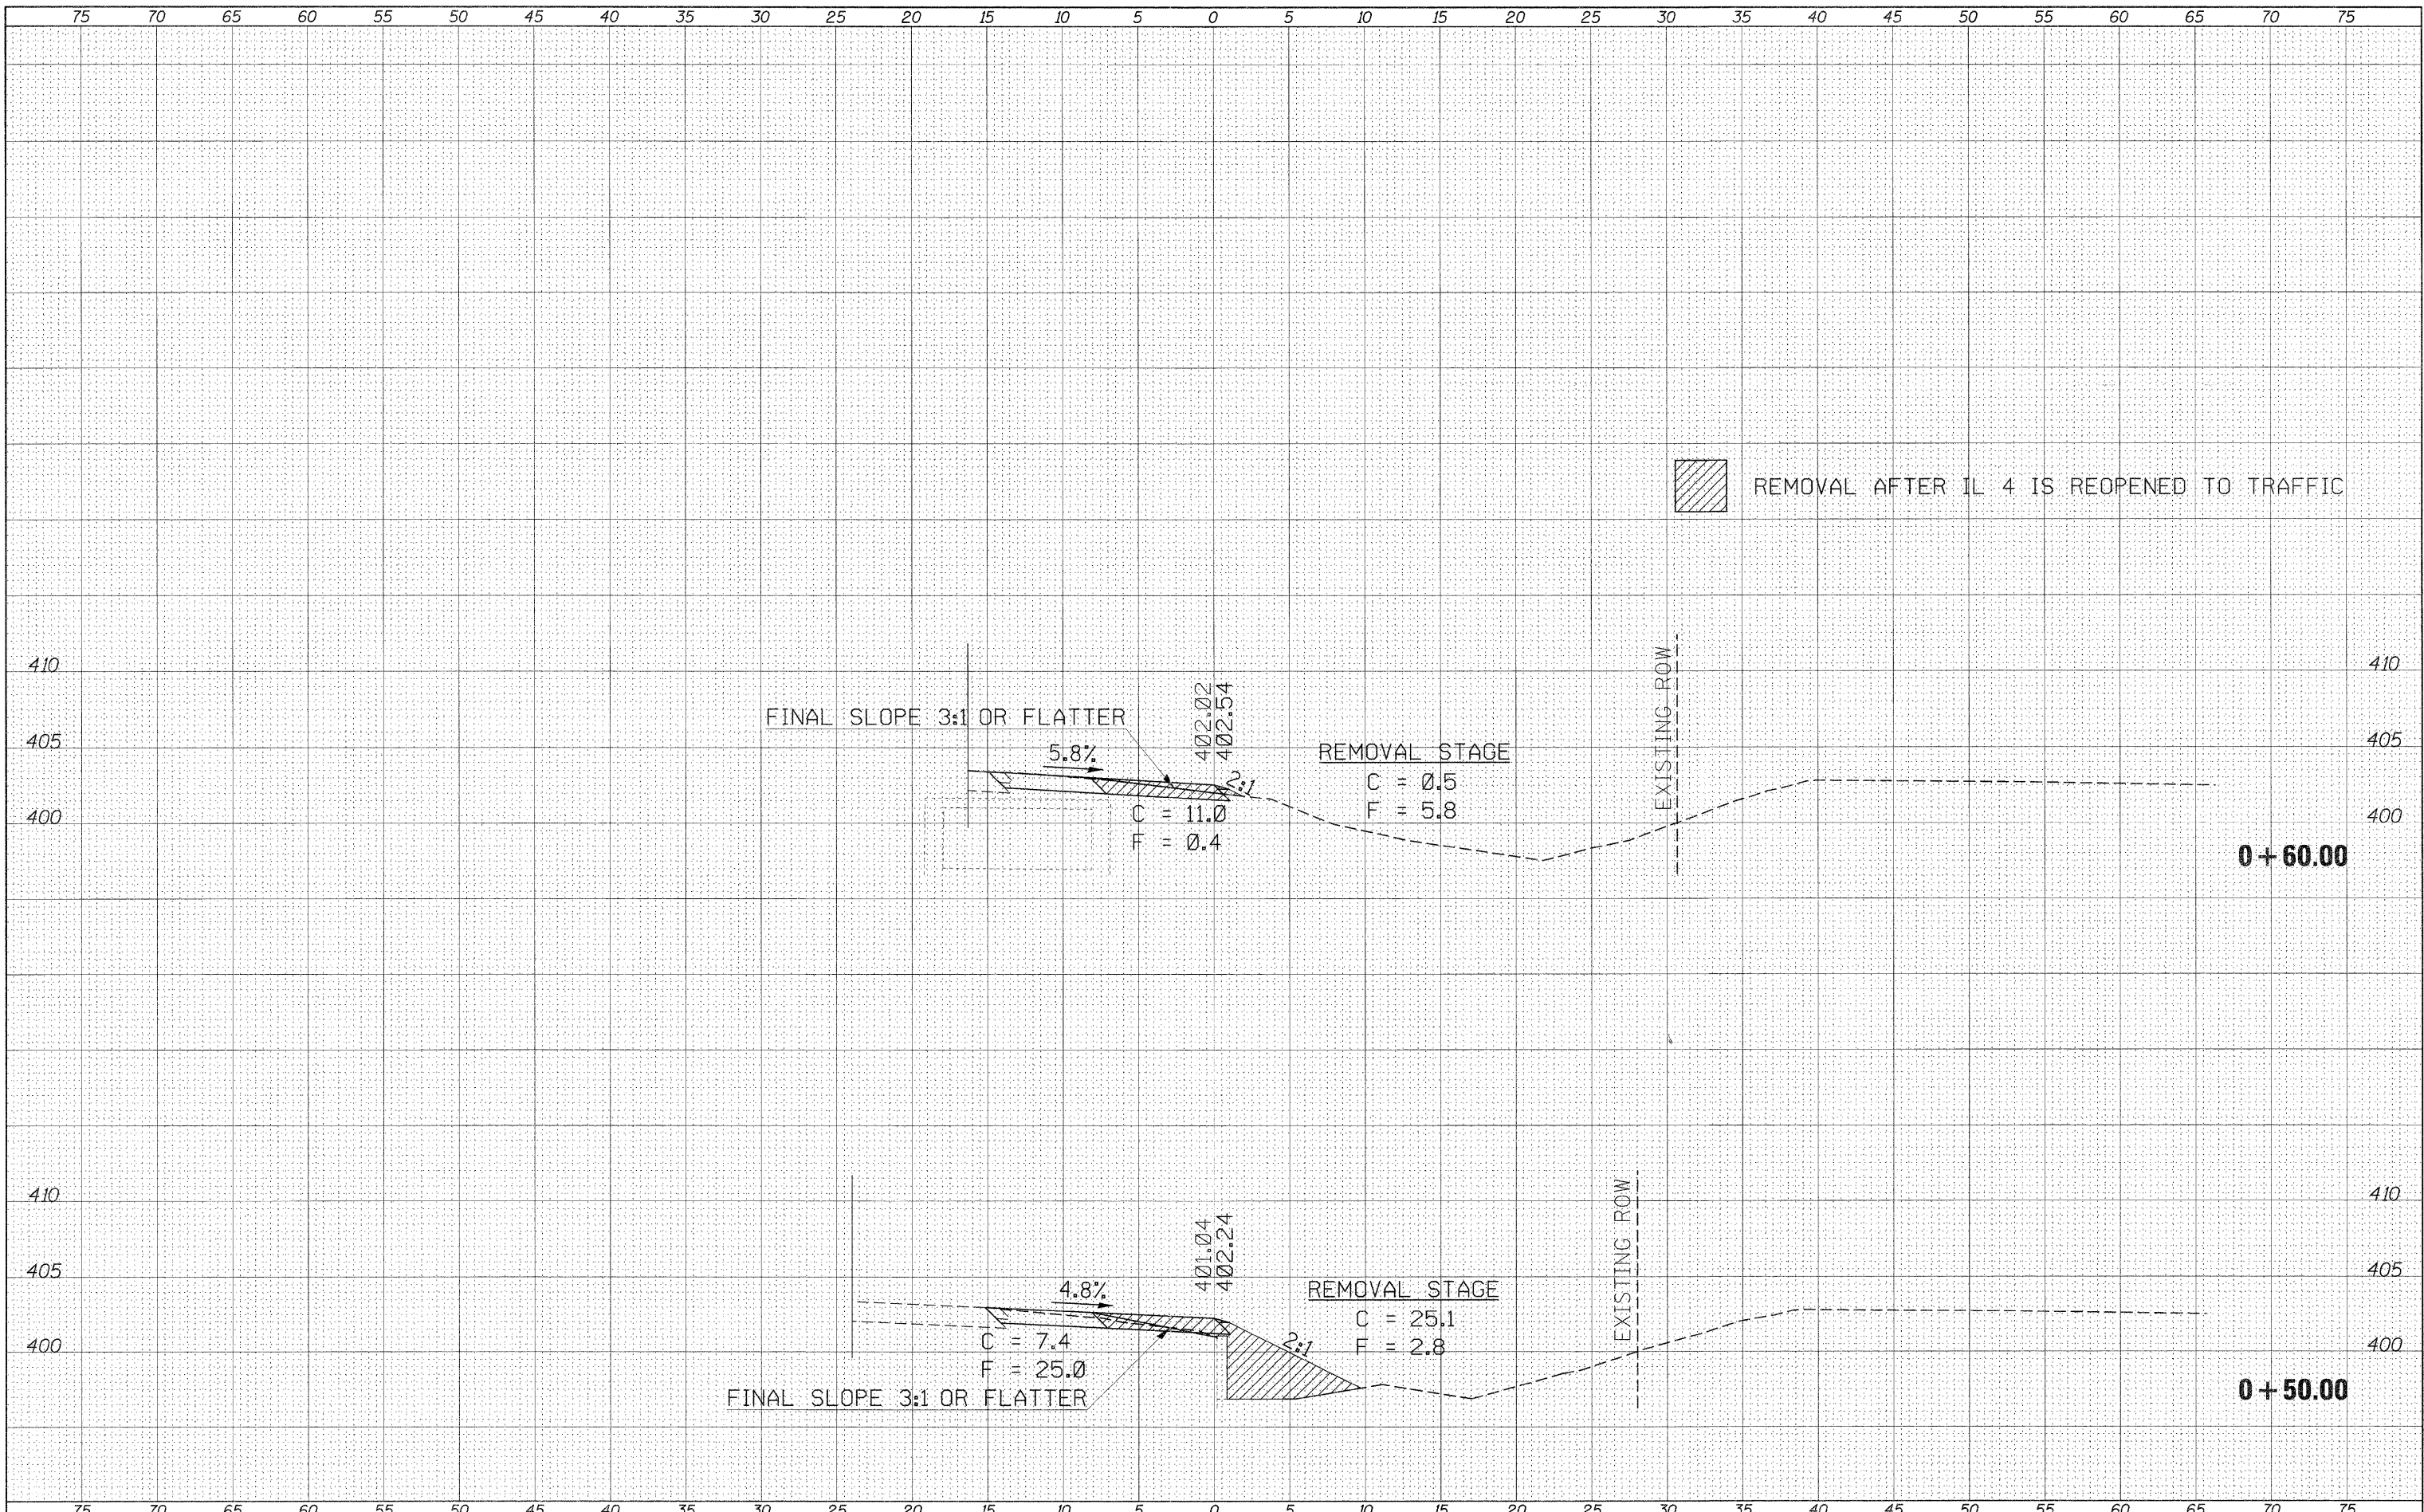 75 70 65 60 55 50 45 40 35 30 25 20 15 10 5 0 5 10 15 20 25 30 35 40 45 50 55 60 65 70 75
REMOVAL AFTER IL 4 IS REOPENED TO TRAFFIC
410 410
EXISTING ROW
402.02
402.54
FINAL SLOPE 3:1 OR FLATTER
405 405
5.8%
REMOVAL STAGE
2:1
C = 0.5
F = 5.8
C = 11.0
F = 0.4
400 400
0+60.00
410 410
EXISTING ROW
401.04
402.24
405 405
4.8%
REMOVAL STAGE
C = 25.1
F = 2.8
2:1
C = 7.4
F = 25.0
400 400
FINAL SLOPE 3:1 OR FLATTER
0+50.00
75 70 65 60 55 50 45 40 35 30 25 20 15 10 5 0 5 10 15 20 25 30 35 40 45 50 55 60 65 70 75